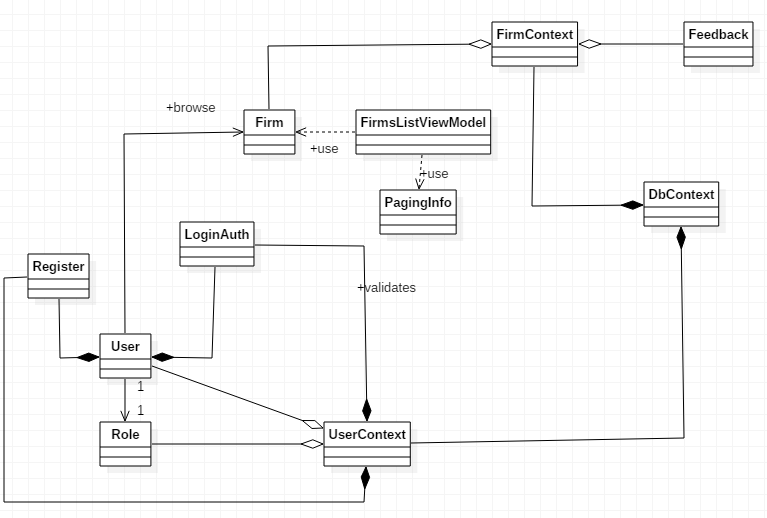 FirmContext
Feedback
+browse
Firm
FirmsListViewModel
+use
+use
PagingInfo
DbContext
LoginAuth
Register
+validates
User
1
1
Role
UserContext